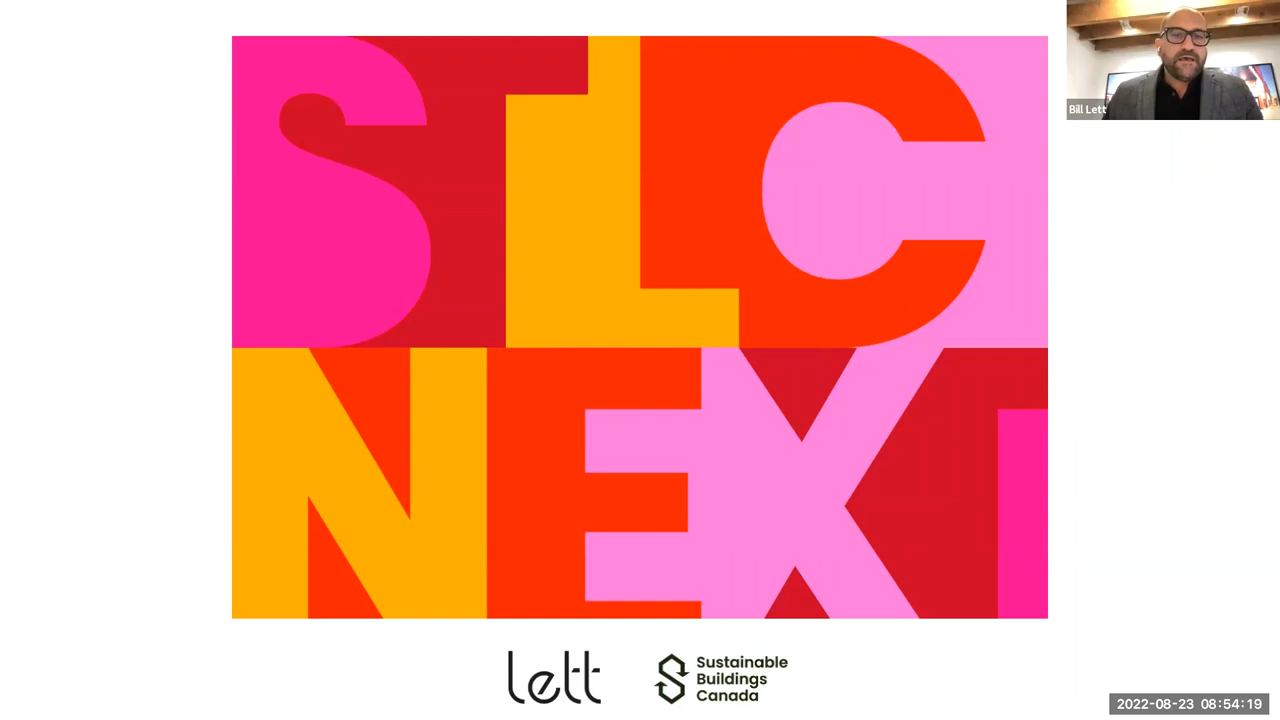 STLC
NEXT
Bill Lett
lett
Sustainable
Buildings
Canada
2022-08-23 08:54:19